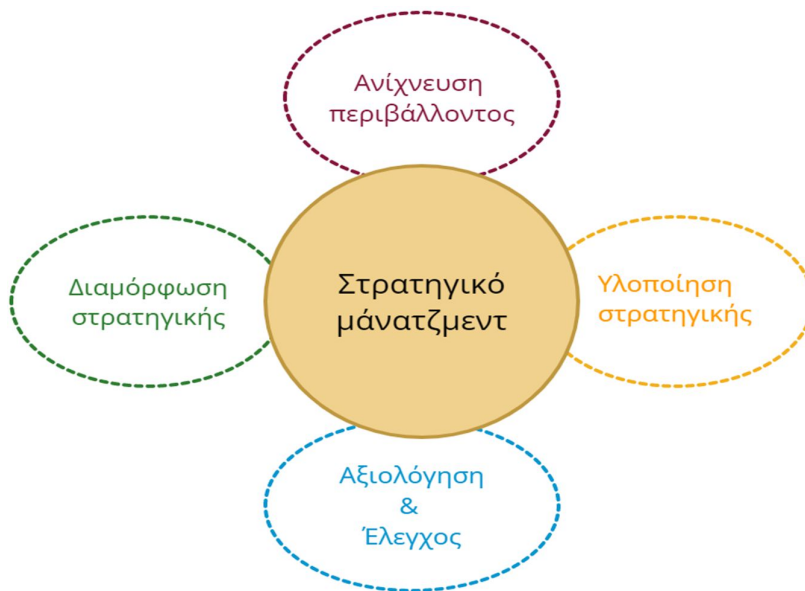 Ανίχνευση
περιβάλλοντος
Διαμόρφωση
στρατηγικής
Στρατηγικό
μάνατζμεντ
Υλοποίηση
στρατηγικής
Αξιολόγηση
&
Έλεγχος